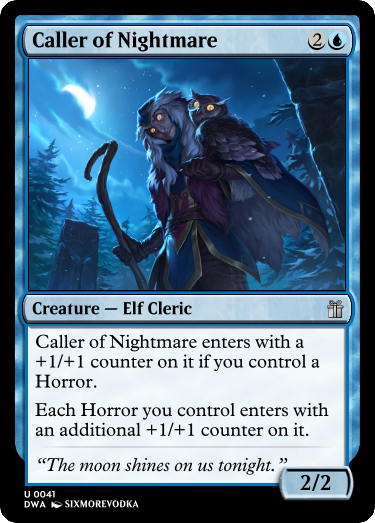 Caller of Nightmare 2
Creature — Elf Cleric
Caller of Nightmare enters with a
+1/+1 counter on it if you control a
Horror.
Each Horror you control enters with
an additional +1/+1 counter on it.
“The moon shines on us tonight.”
2/2
U 0041
DWA SIXMOREVODKA